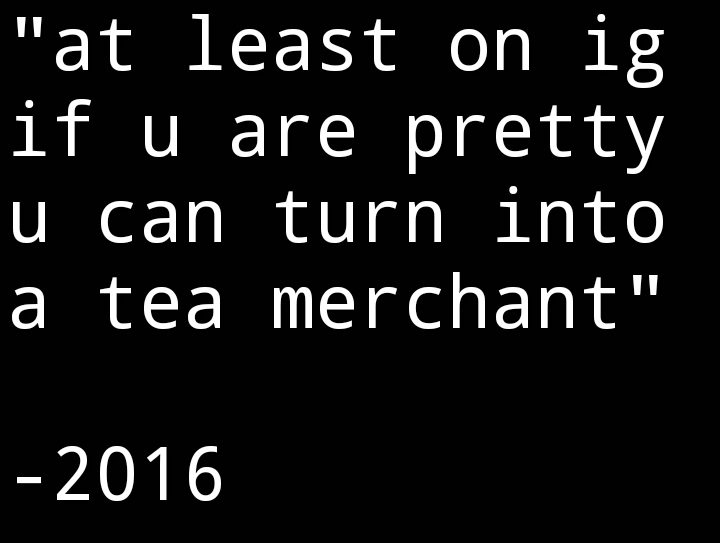 "at least on ig
if u are pretty
u can turn into
a tea merchant"
-2016